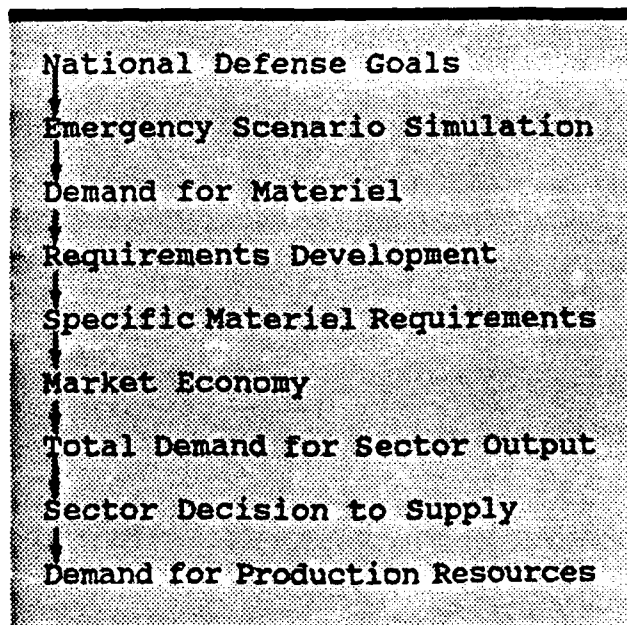 National Defense Goals
Emergency Scenario Simulation
Demand for Materiel
Requirements Development
Specific Materiel Requirements
Market Economy
Total Demand for Sector Output
Sector Decision to Supply
Demand for Production Resources